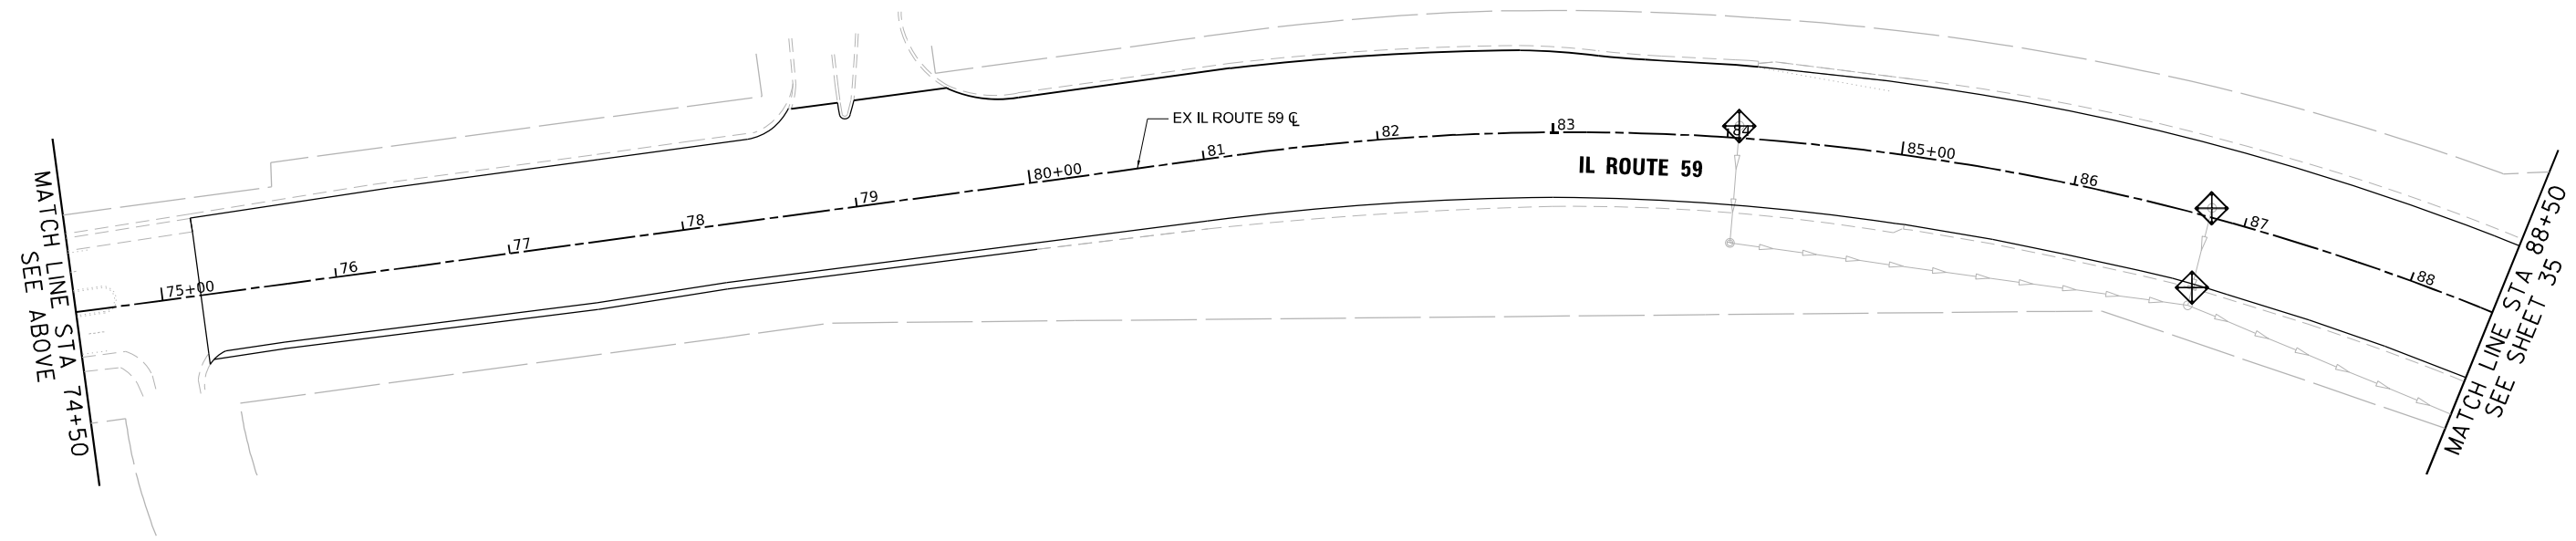 MATCH LINE STA 74+50
SEE ABOVE
75+00
76
77
78
79
80+00
EX IL ROUTE 59 ℄
81
82
83
IL ROUTE 59
84
85+00
86
87
88
MATCH LINE STA 88+50
SEE SHEET 35